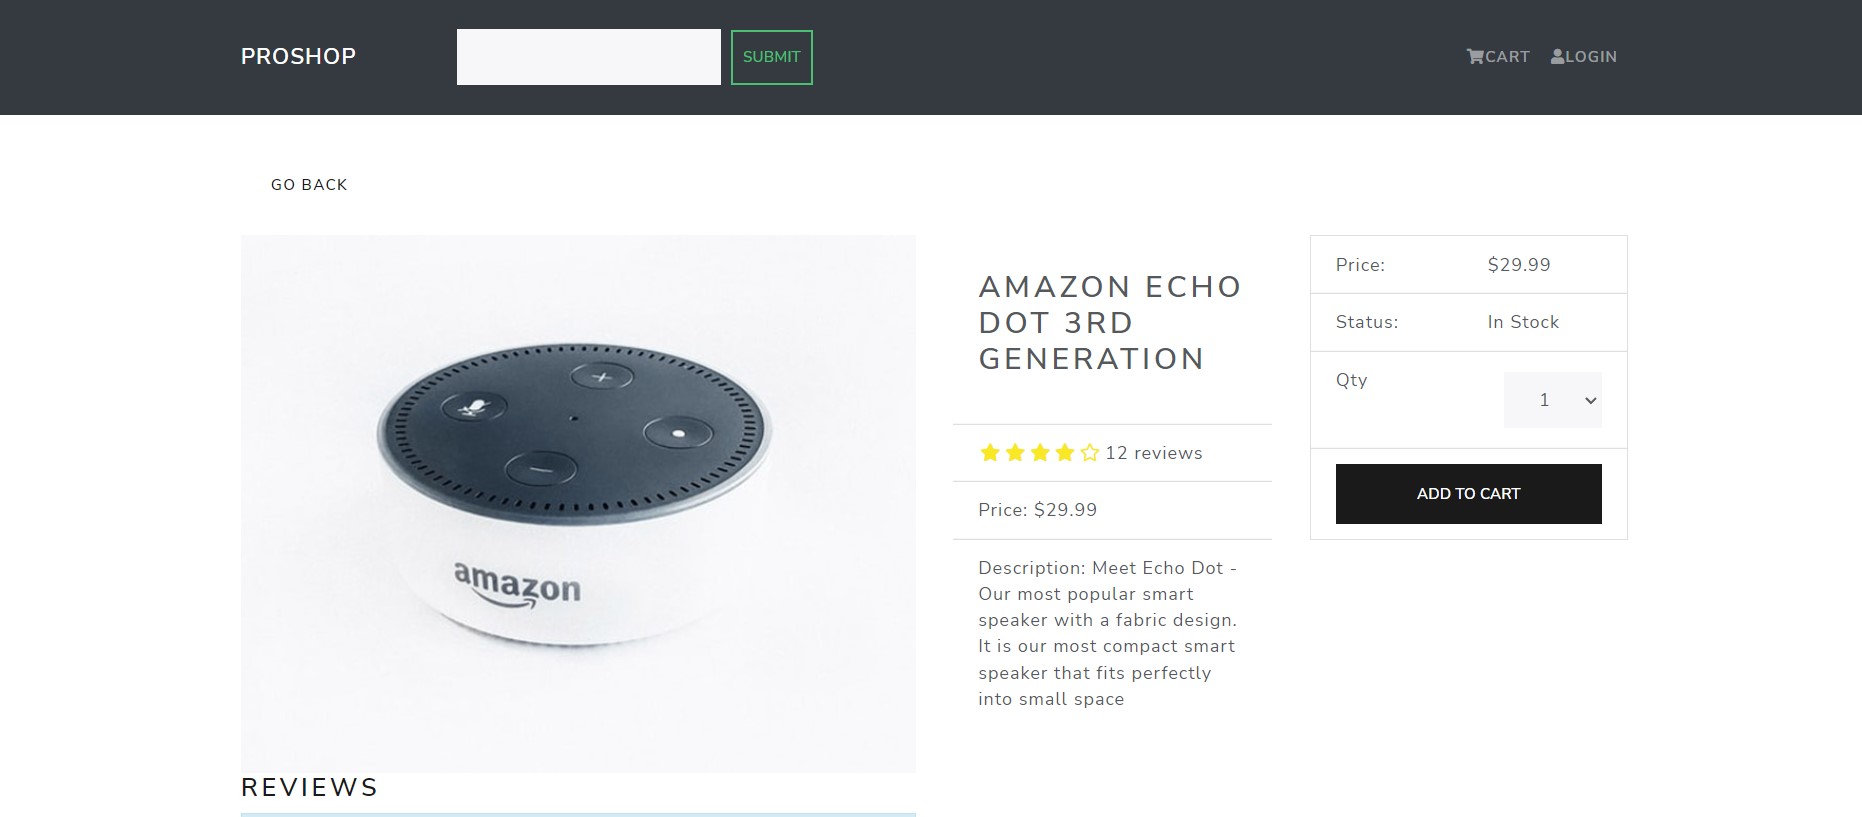 PROSHOP
SUBMIT
CART
LOGIN
GO BACK
amazon
AMAZON ECHO
DOT 3RD
GENERATION
12 reviews
Price: $29.99
Description: Meet Echo Dot -
Our most popular smart
speaker with a fabric design.
It is our most compact smart
speaker that fits perfectly
into small space
Price: $29.99
Status: In Stock
Qty 1
ADD TO CART
REVIEWS